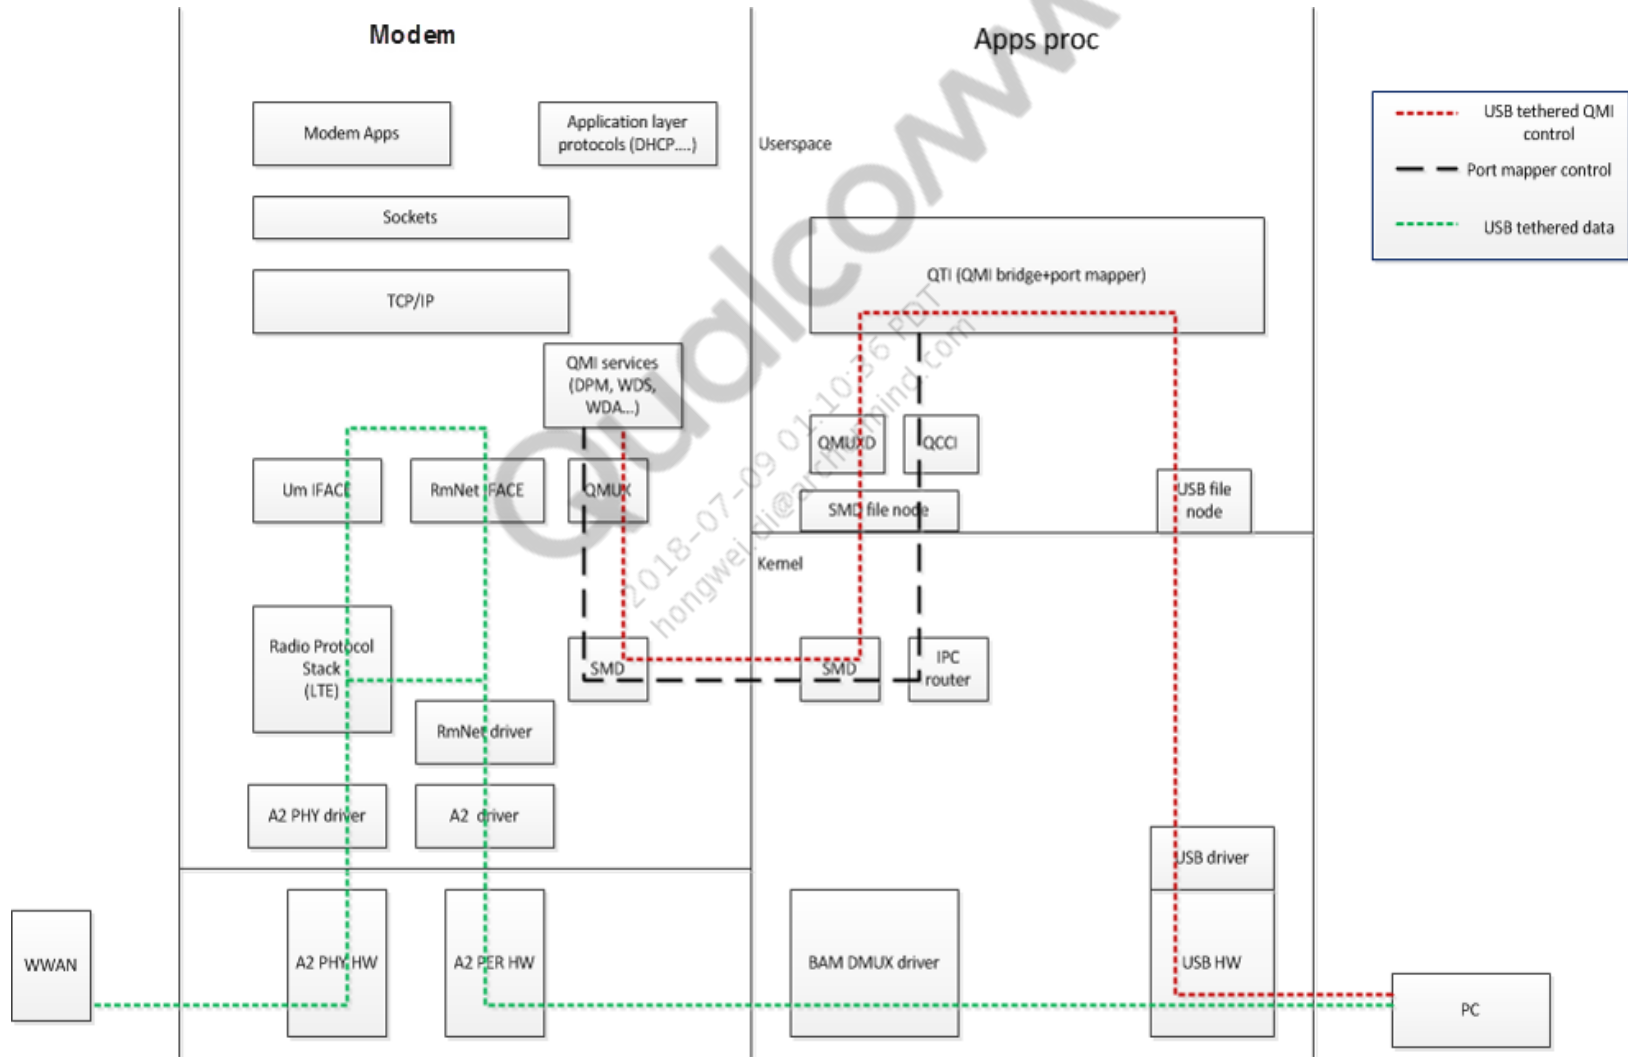 Modem
Apps proc
Modem Apps
Application layer
protocols (DHCP....)
Userspace
USB tethered QMI
control
Port mapper control
USB tethered data
Sockets
TCP/IP
QTI (QMI bridge+port mapper)
QMI services
(DPM, WDS,
WDA...)
Um IFACE
RmNet IFACE
QMUX
QMUXD
QCCI
SMD file node
USB file
node
Kernel
Radio Protocol
Stack
(LTE)
SMD
SMD
IPC
router
RmNet driver
A2 PHY driver
A2 driver
USB driver
WWAN
A2 PHY HW
A2 PER HW
BAM DMUX driver
USB HW
PC
Qualcomm
2018-07-09 01:10:36 PDT